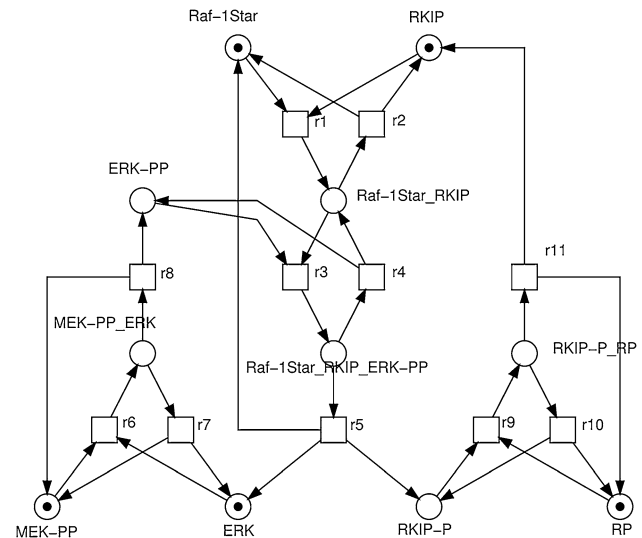 Raf-1Star
RKIP
r1
r2
ERK-PP
Raf-1Star_RKIP
r8
r3
r4
r11
MEK-PP_ERK
RKIP-P_RP
Raf-1Star_RKIP_ERK-PP
r6
r7
r5
r9
r10
MEK-PP
ERK
RKIP-P
RP